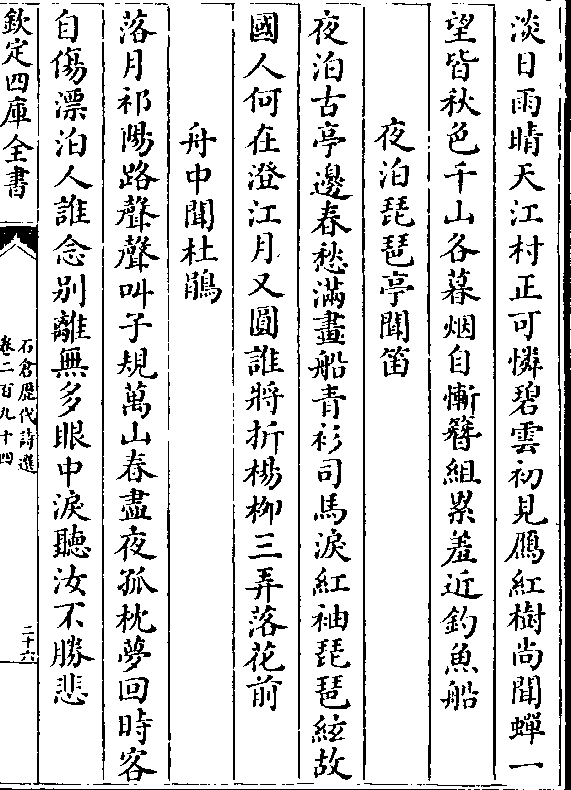 淡日雨晴天江村正可憐碧雲初見鴈紅樹尚聞蟬一
望皆秋色千山各暮烟自慚簪組累羞近釣魚船
夜泊琵琶亭聞笛
夜泊古亭邊春愁滿畫船青衫司馬淚紅袖琵琶絃故
國人何在澄江月又圓誰將折楊柳三弄落花前
舟中聞杜鵑
落月祁陽路聲聲叫子規萬山春盡夜孤枕夢回時客
自傷漂泊人誰念別離無多眼中淚聽汝不勝悲
欽定四庫全書
石倉歷代詩選
卷二百九十四
二十六